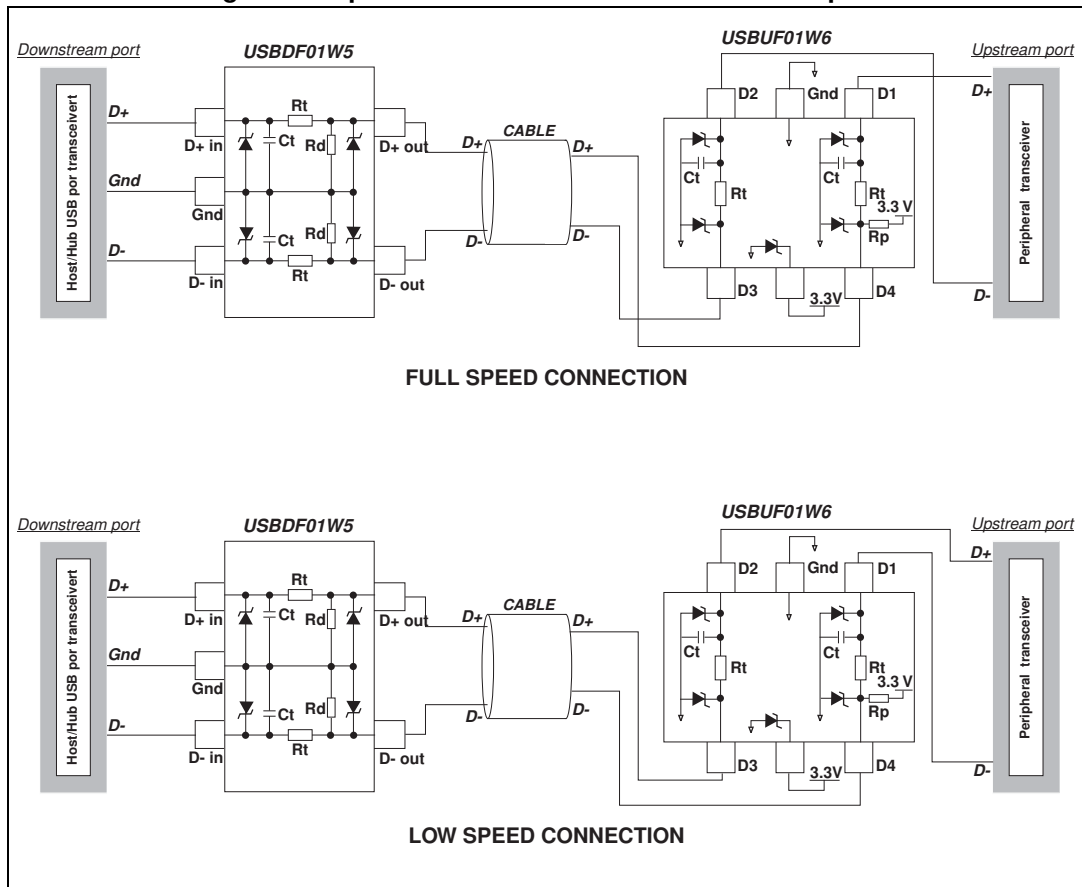 USBDF01W5
USBUF01W6
Downstream port
Upstream port
Host/Hub USB por transceivert
D+
Gnd
D-
D+ in
Gnd
D- in
Rt
Ct
Rd
Rd
Ct
Rt
D+ out
D- out
CABLE
D+
D-
D+
D-
D2
Gnd
D1
Ct
Rt
Ct
Rt
3.3 V
Rp
D3
3.3V
D4
D+
D-
Peripheral transceiver
FULL SPEED CONNECTION
USBDF01W5
USBUF01W6
Downstream port
Upstream port
Host/Hub USB por transceivert
D+
Gnd
D-
D+ in
Gnd
D- in
Rt
Ct
Rd
Rd
Ct
Rt
D+ out
D- out
CABLE
D+
D-
D+
D-
D2
Gnd
D1
Ct
Rt
Ct
Rt
3.3 V
Rp
D3
3.3V
D4
D+
D-
Peripheral transceiver
LOW SPEED CONNECTION